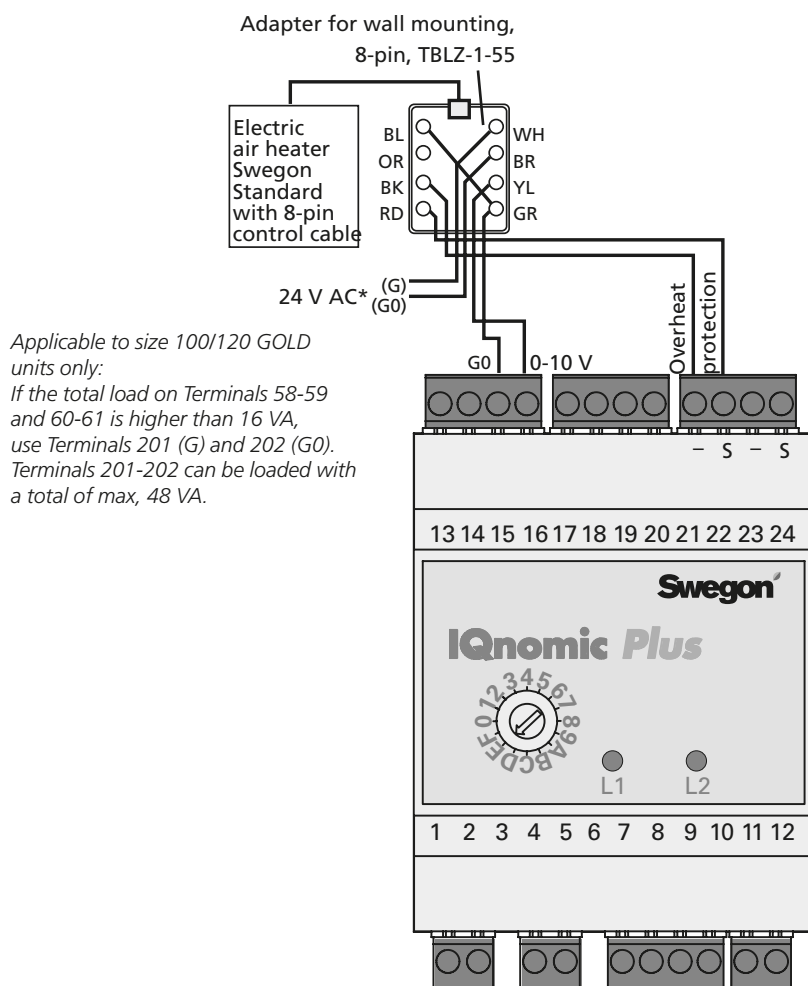 Adapter for wall mounting,
8-pin, TBLZ-1-55
Electric
air heater
Swegon
Standard
with 8-pin
control cable
BL
OR
BK
RD
WH
BR
YL
GR
24 V AC*
(G)
(G0)
Applicable to size 100/120 GOLD
units only:
If the total load on Terminals 58-59
and 60-61 is higher than 16 VA,
use Terminals 201 (G) and 202 (G0).
Terminals 201-202 can be loaded with
a total of max, 48 VA.
G0
0-10 V
Overheat
protection
– S – S
13 14 15 16 17 18 19 20 21 22 23 24
Swegon
IQnomic Plus
0 1 2 3 4 5 6 7 8 9 A B C D E F
L1
L2
1 2 3 4 5 6 7 8 9 10 11 12